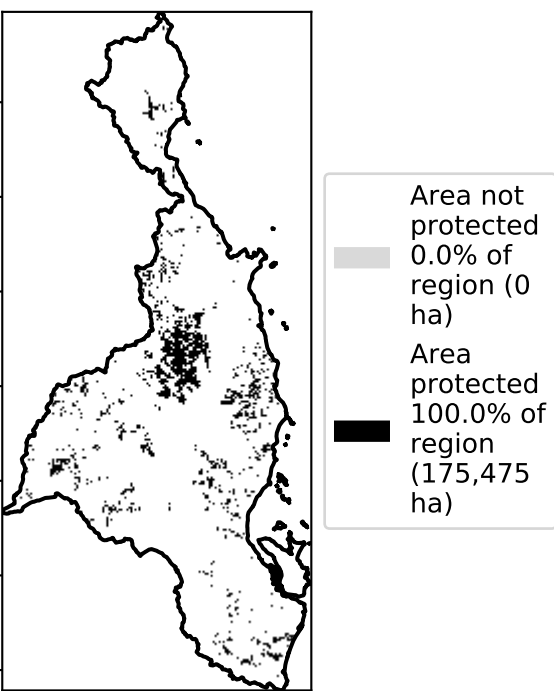 Area not
protected
0.0% of
region (0
ha)
Area
protected
100.0% of
region
(175,475
ha)